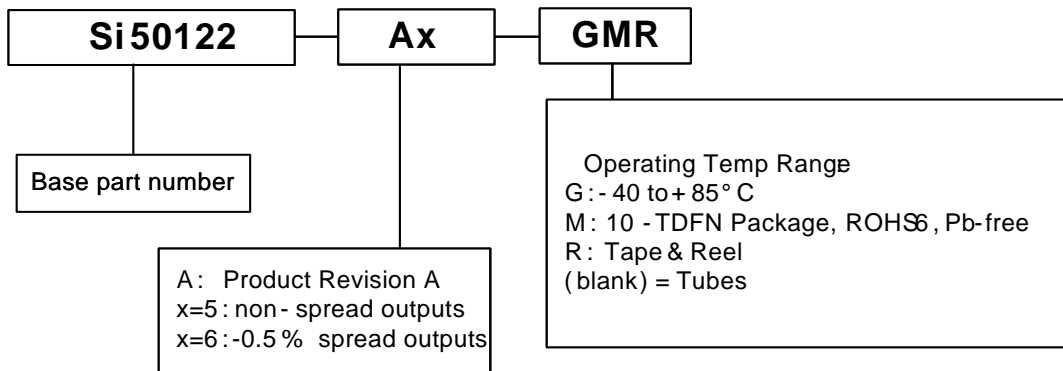 Si50122
Ax
GMR
Base part number
A: Product Revision A
x=5: non-spread outputs
x=6:-0.5% spread outputs
Operating Temp Range
G:-40 to+85°C
M: 10-TDFN Package, ROHS6, Pb-free
R: Tape & Reel
(blank) = Tubes